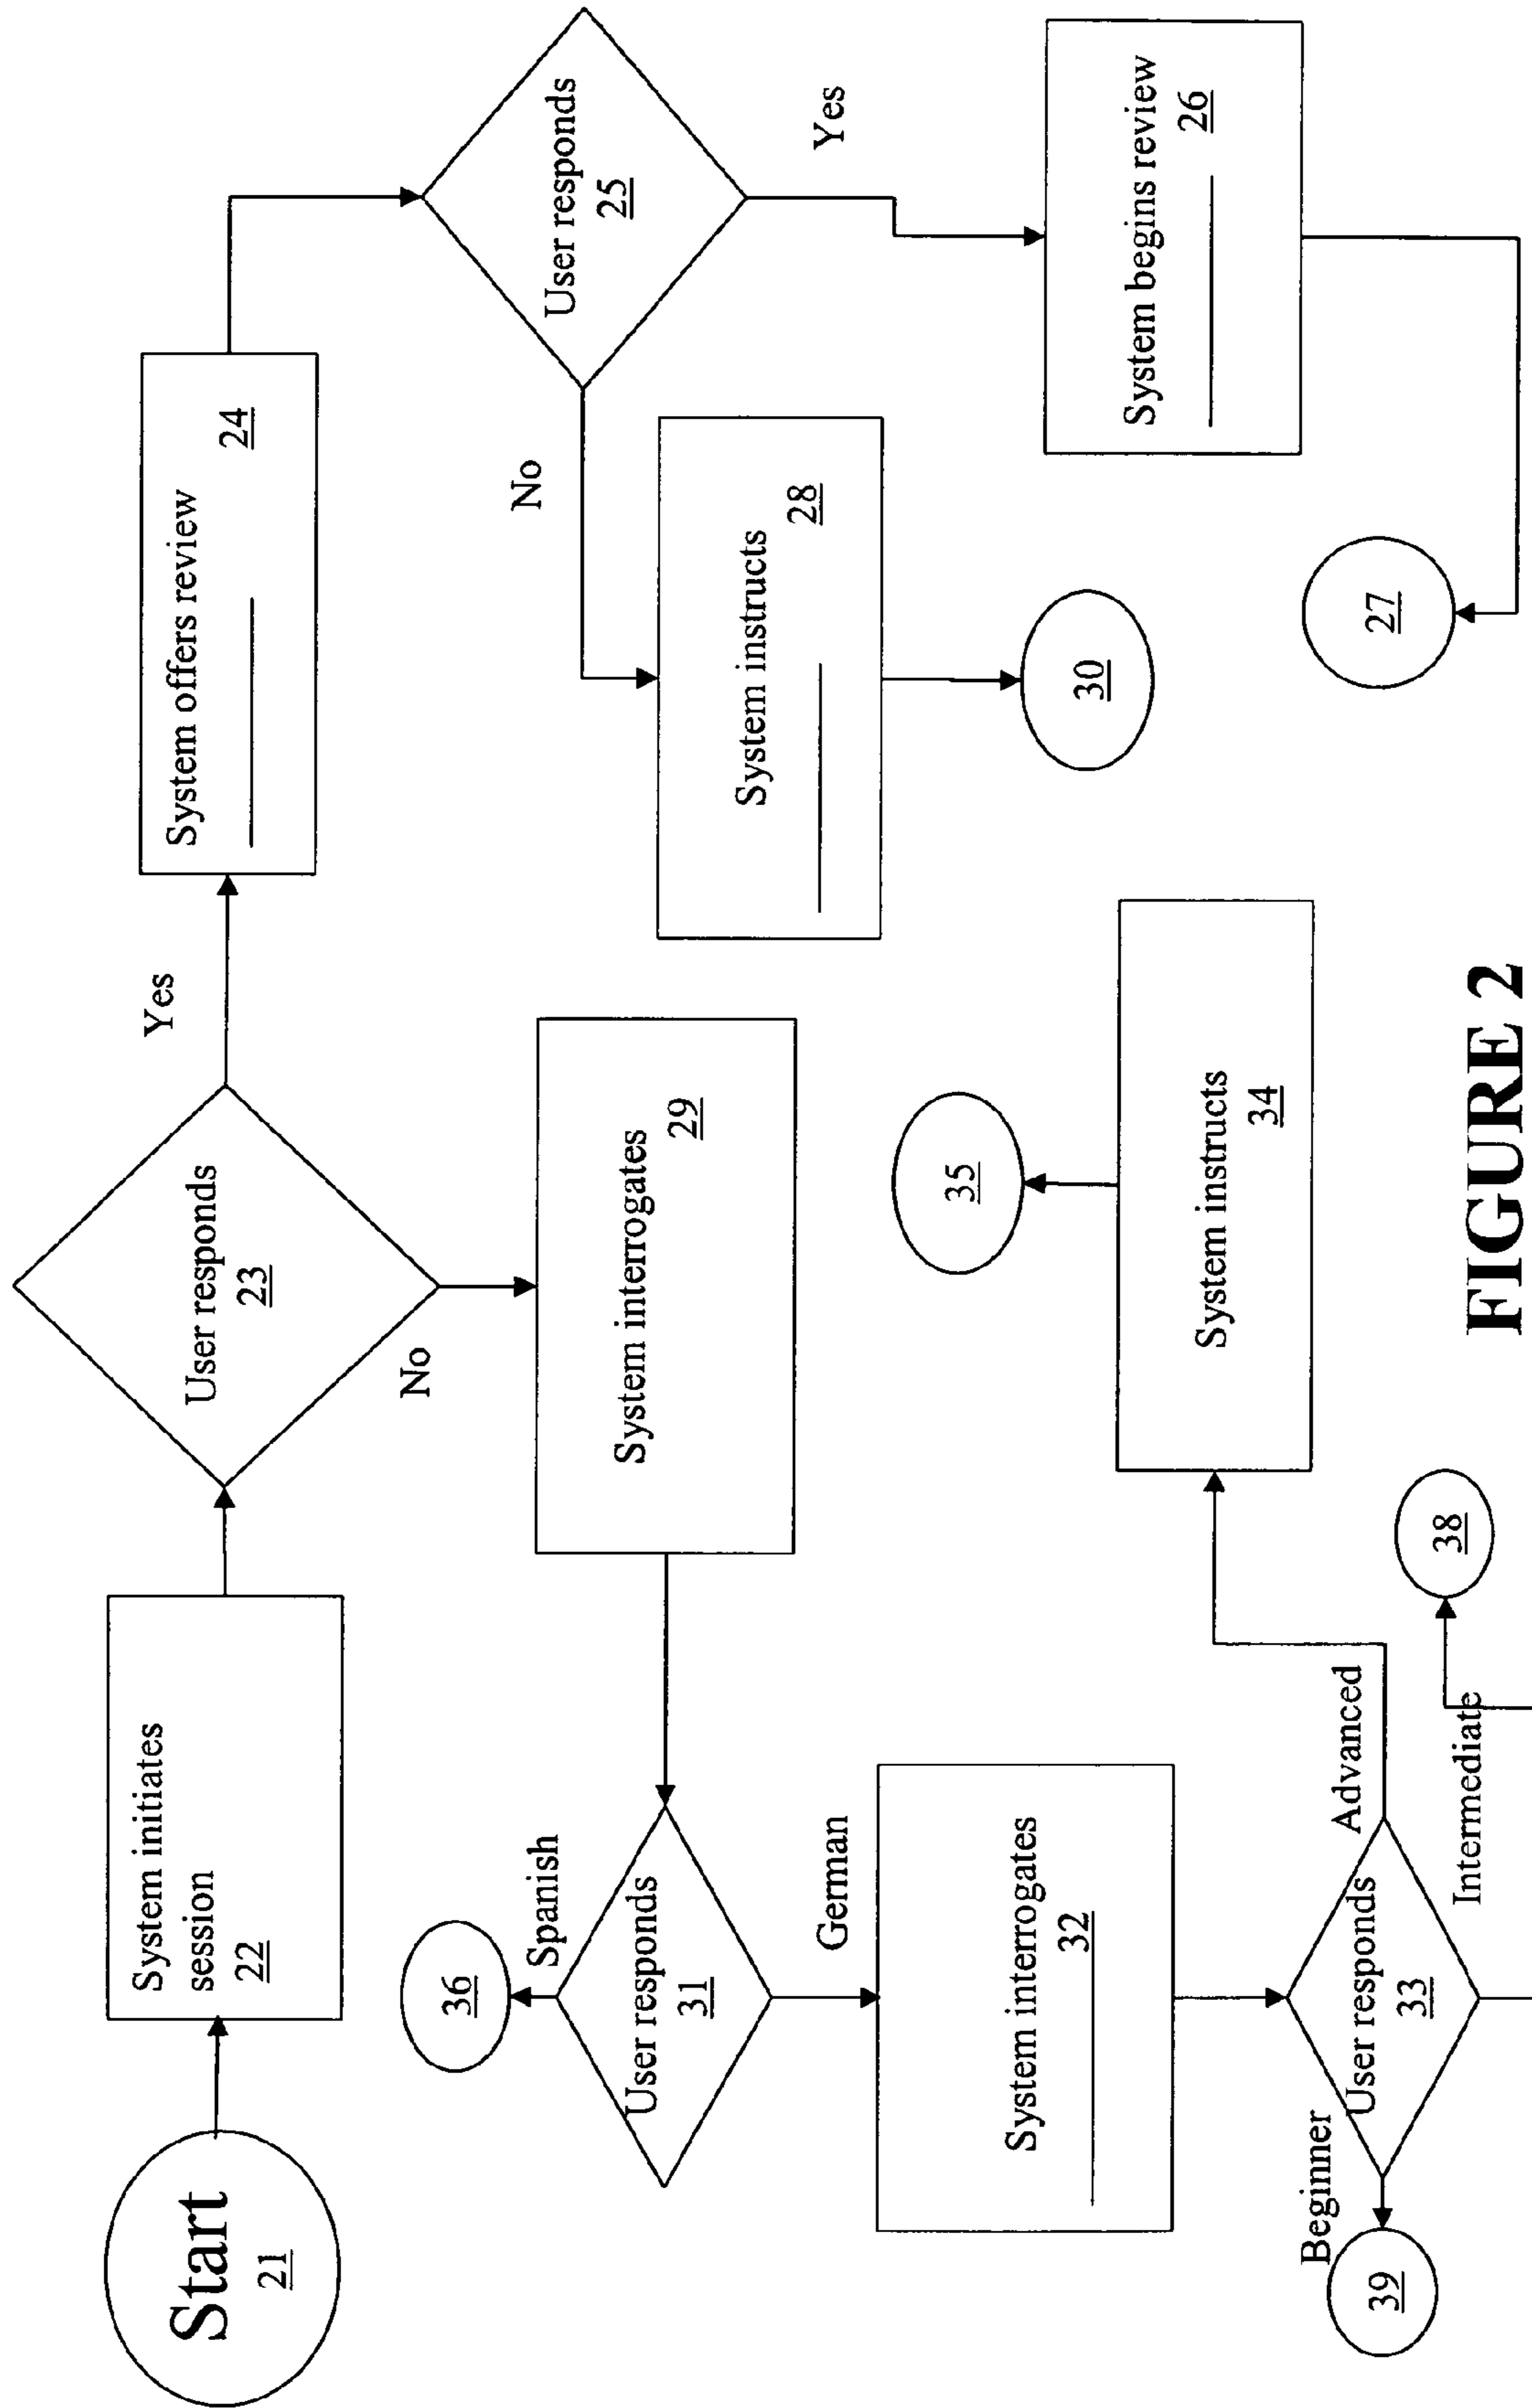 Start
21
System initiates
session
22
User responds
23
Yes
No
System offers review
24
User responds
25
No
Yes
System instructs
28
30
System begins review
26
27
System interrogates
29
Spanish
36
User responds
31
German
System interrogates
32
User responds
33
Beginner
39
Advanced
Intermediate
38
System instructs
34
35
FIGURE 2